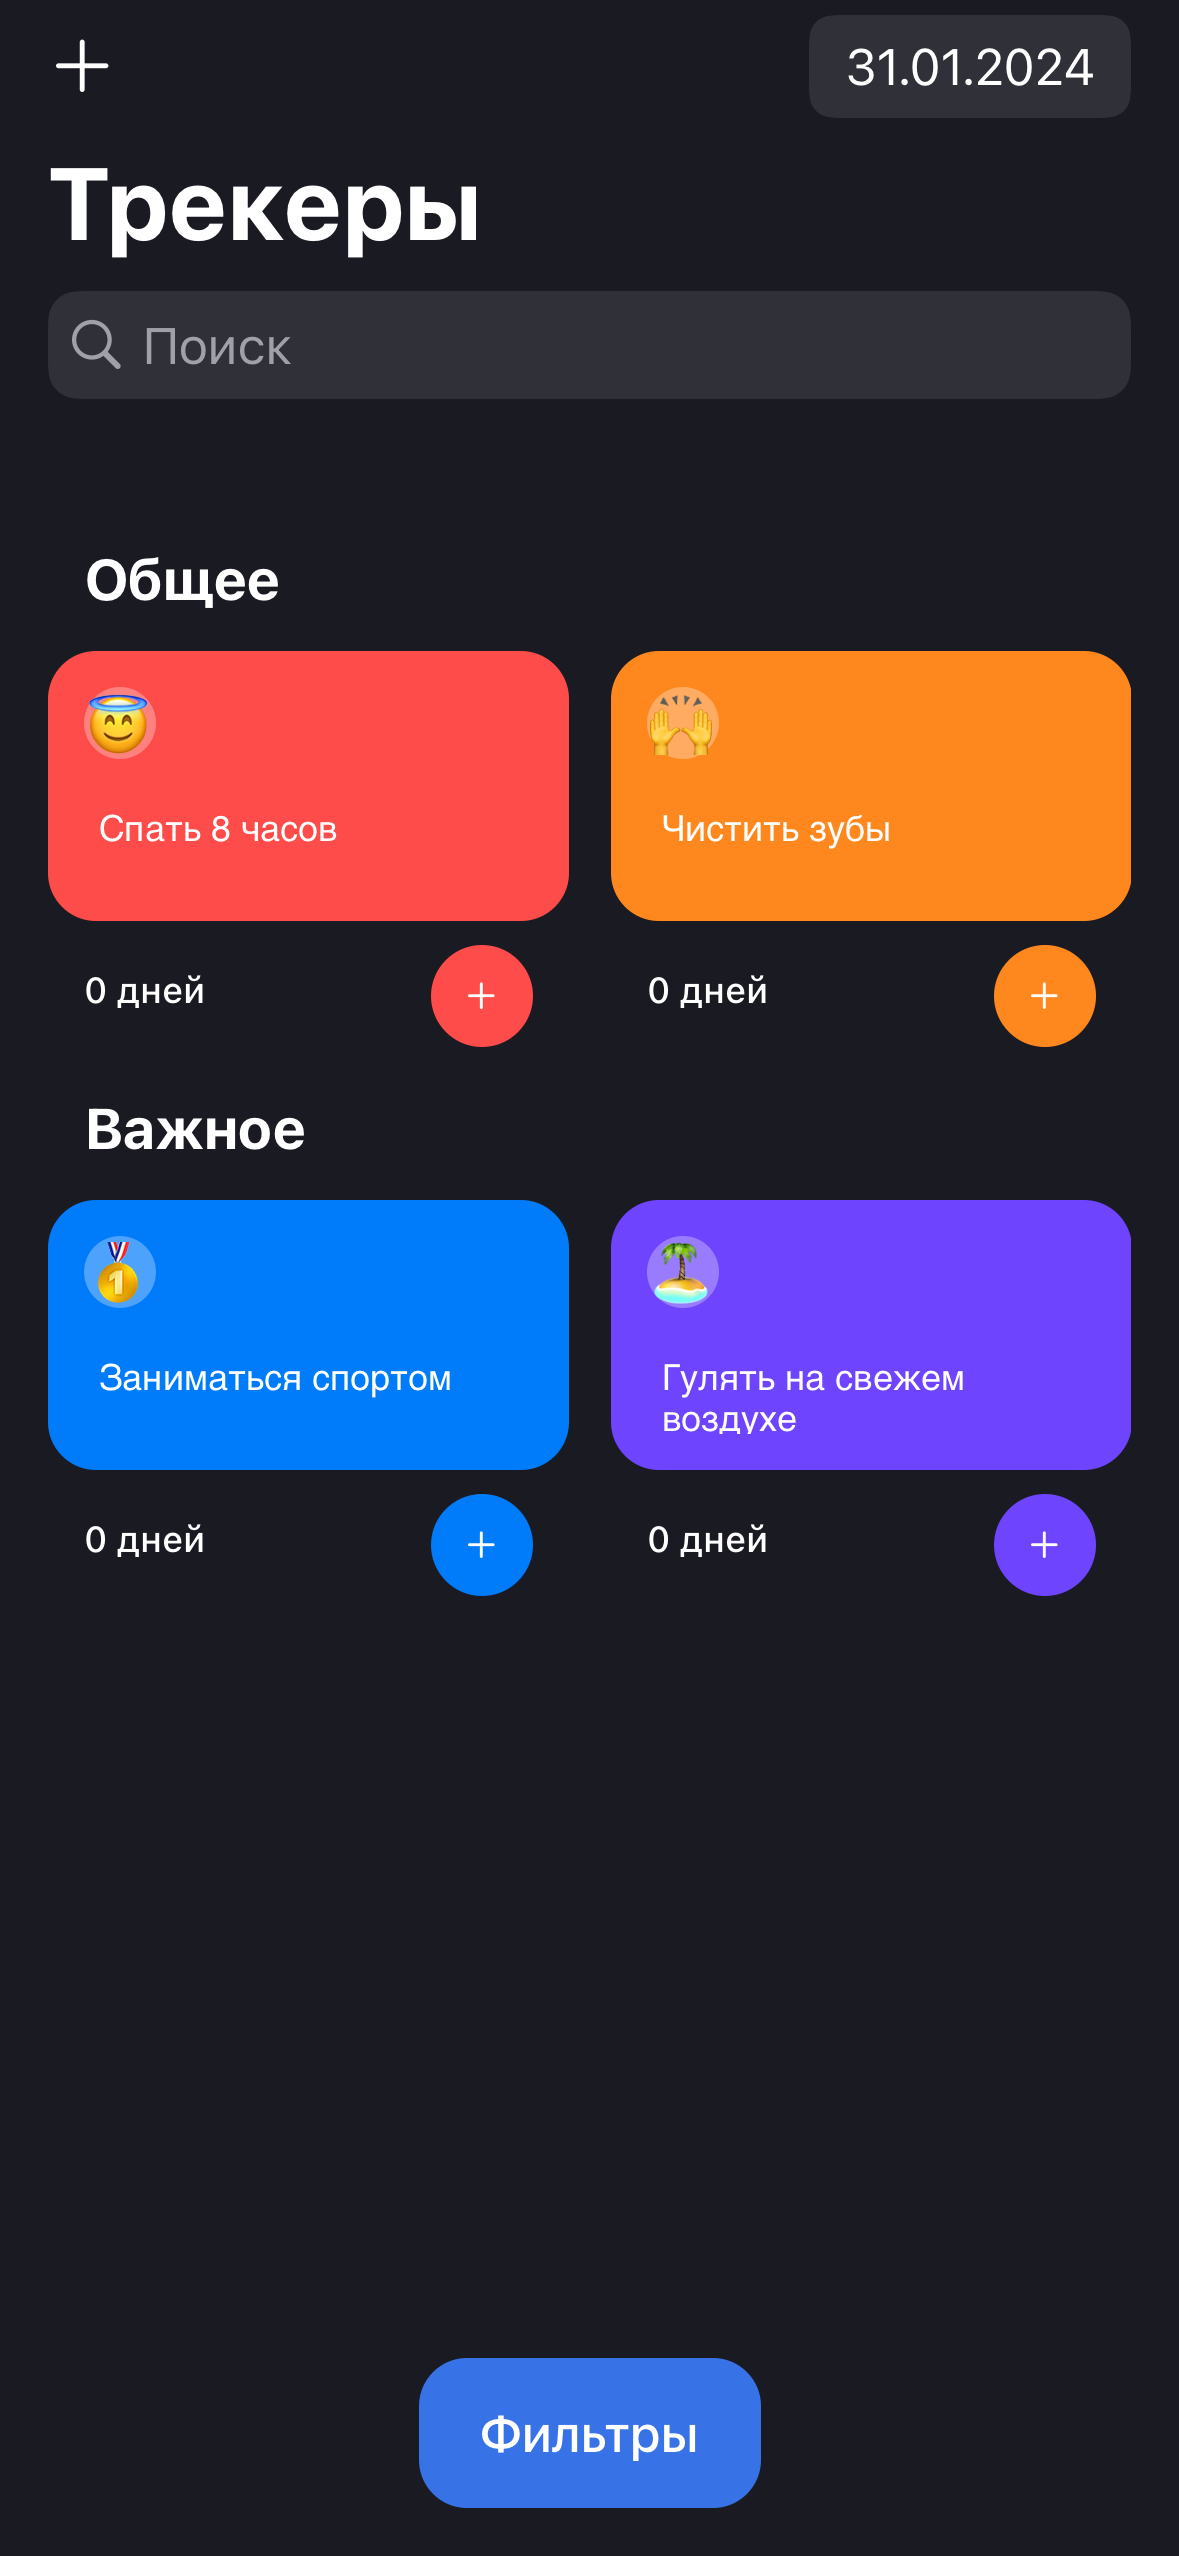 31.01.2024
Трекеры
Поиск
Общее
Спать 8 часов
Чистить зубы
0 дней
0 дней
Важное
Заниматься спортом
Гулять на свежем
воздухе
0 дней
0 дней
Фильтры